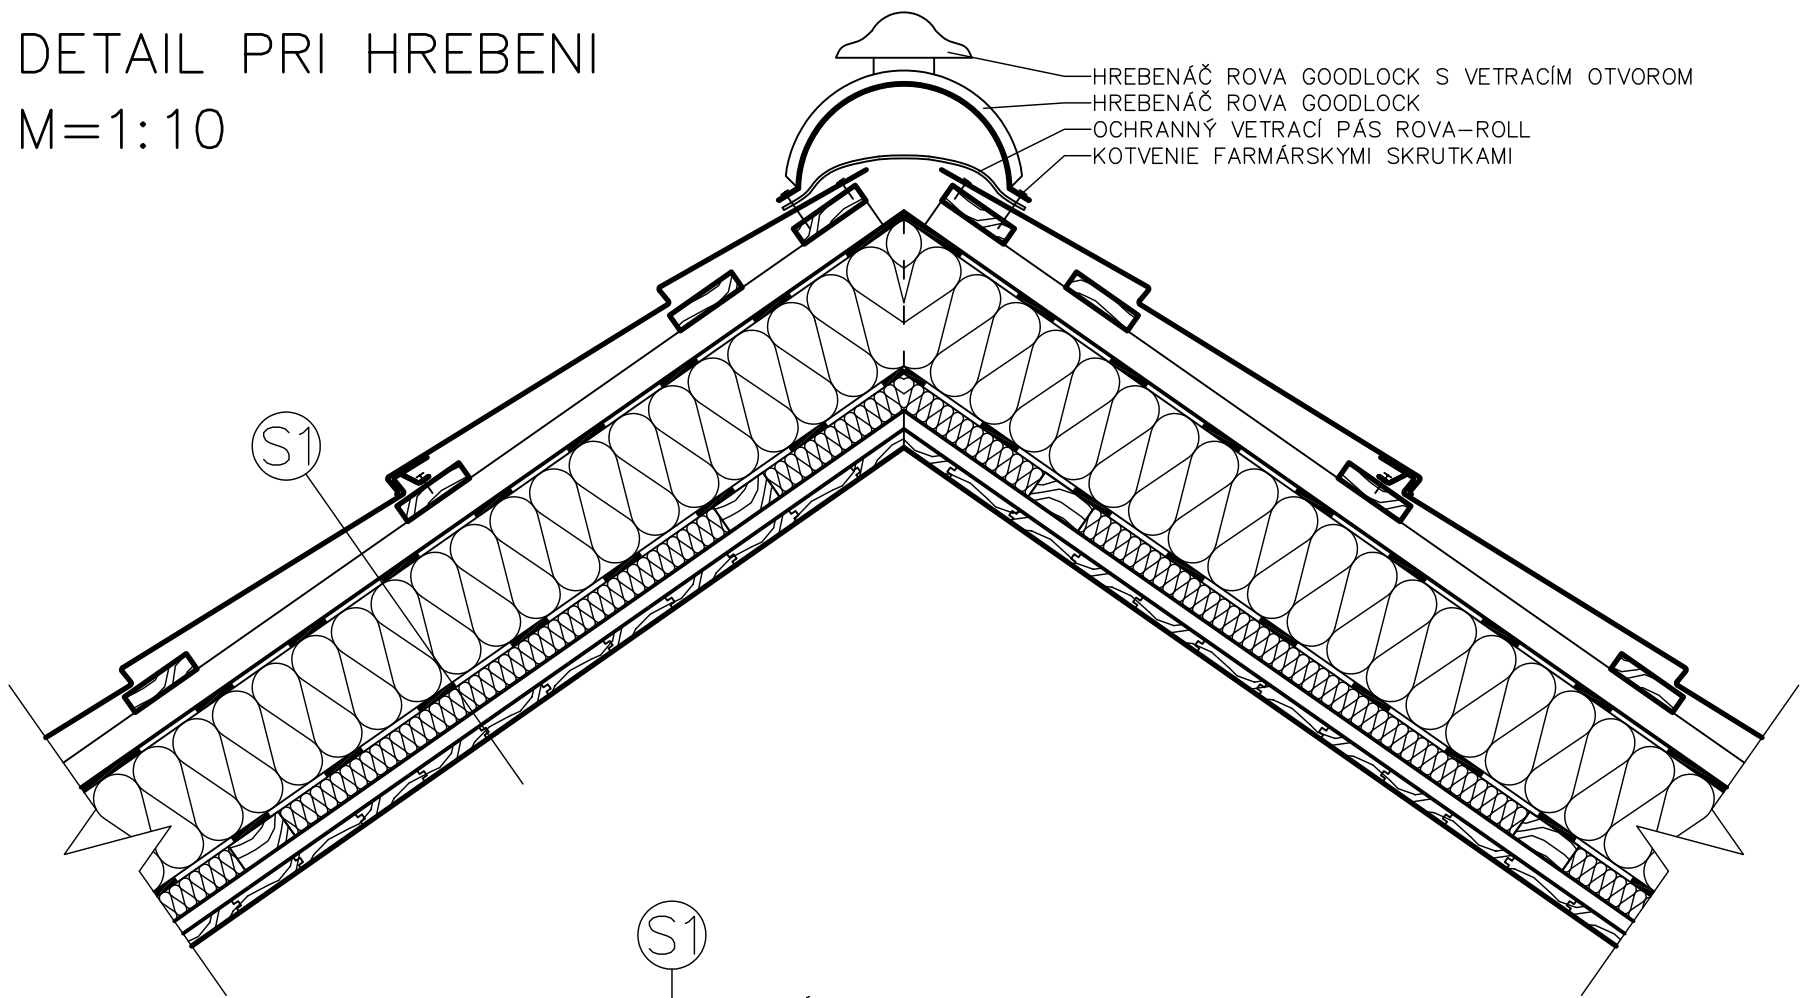 DETAIL PRI HREBENI
M=1:10
HREBENÁČ ROVA GOODLOCK S VETRACÍM OTVOROM
HREBENÁČ ROVA GOODLOCK
OCHRANNÝ VETRACÍ PÁS ROVA-ROLL
KOTVENIE FARMÁRSKYMI SKRUTKAMI
S1
S1